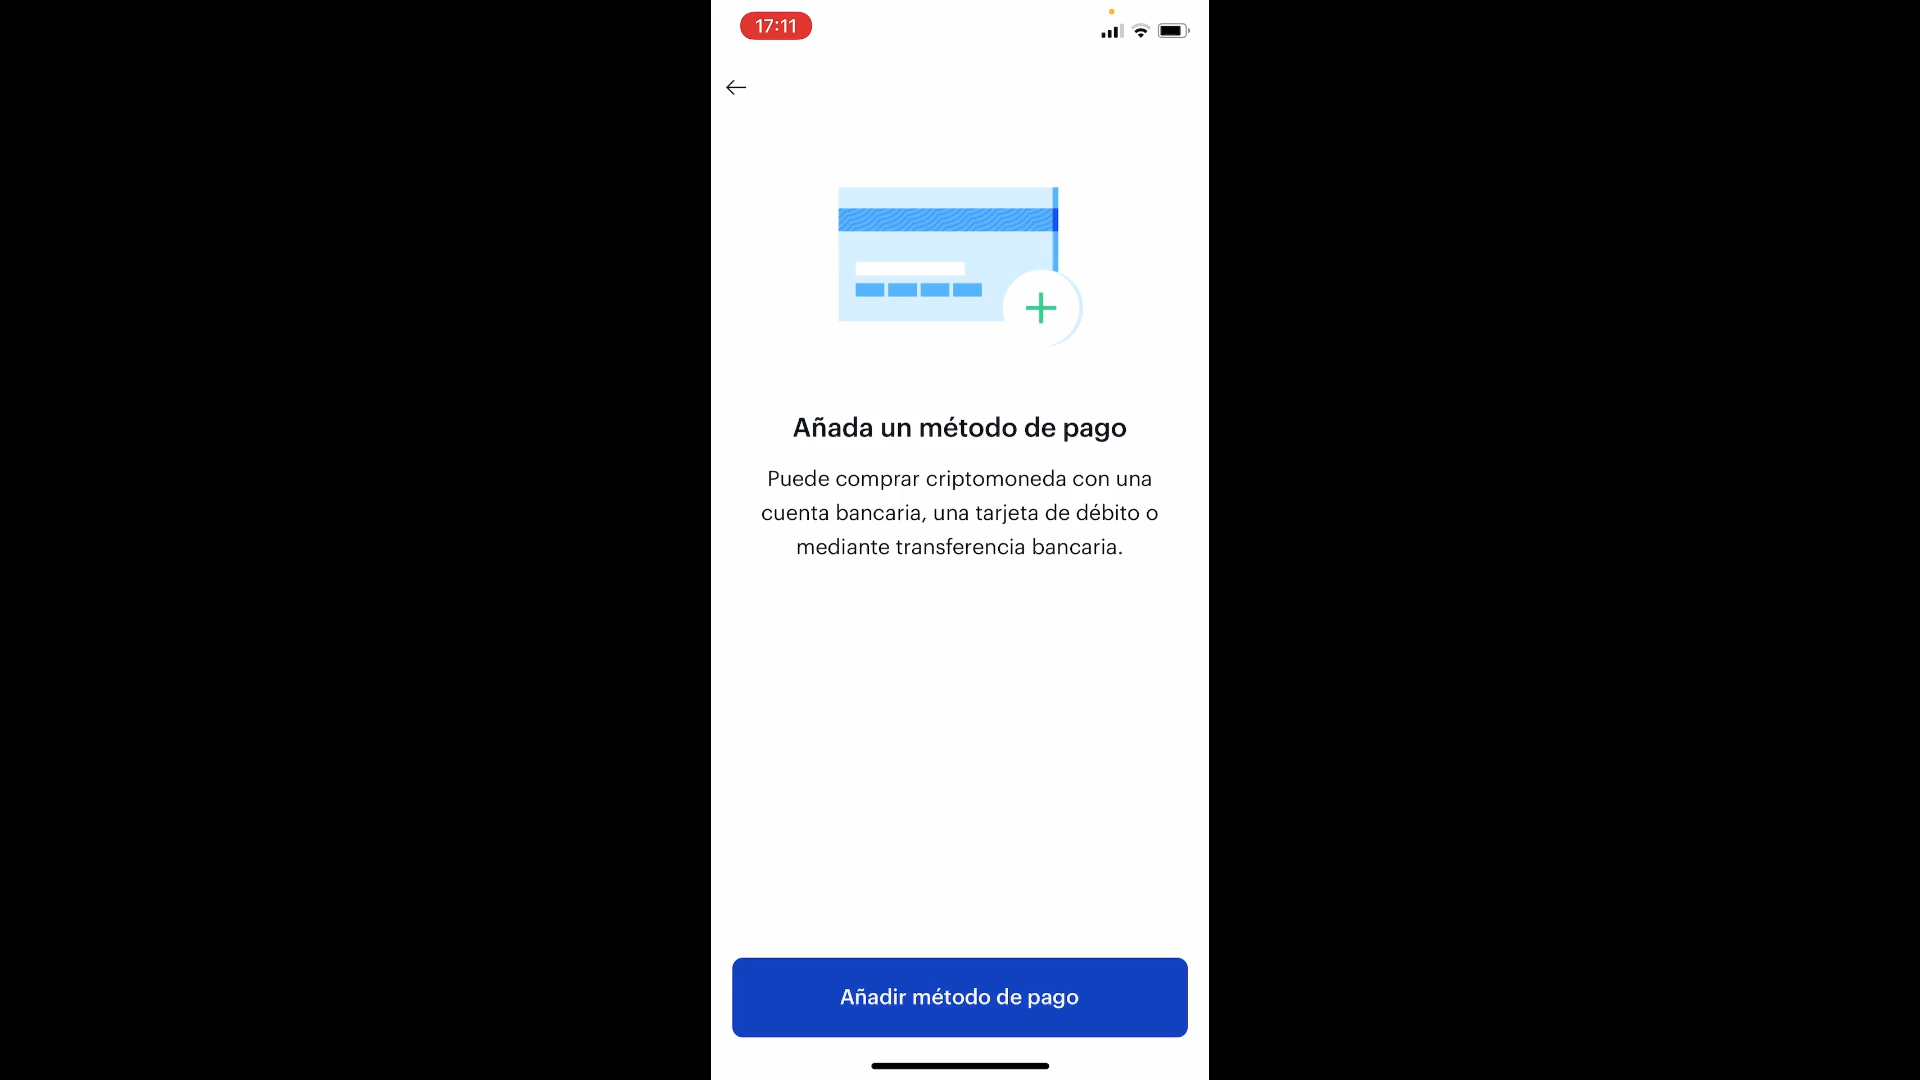 17:11
Añada un método de pago
Puede comprar criptomoneda con una
cuenta bancaria, una tarjeta de débito o
mediante transferencia bancaria.
Añadir método de pago